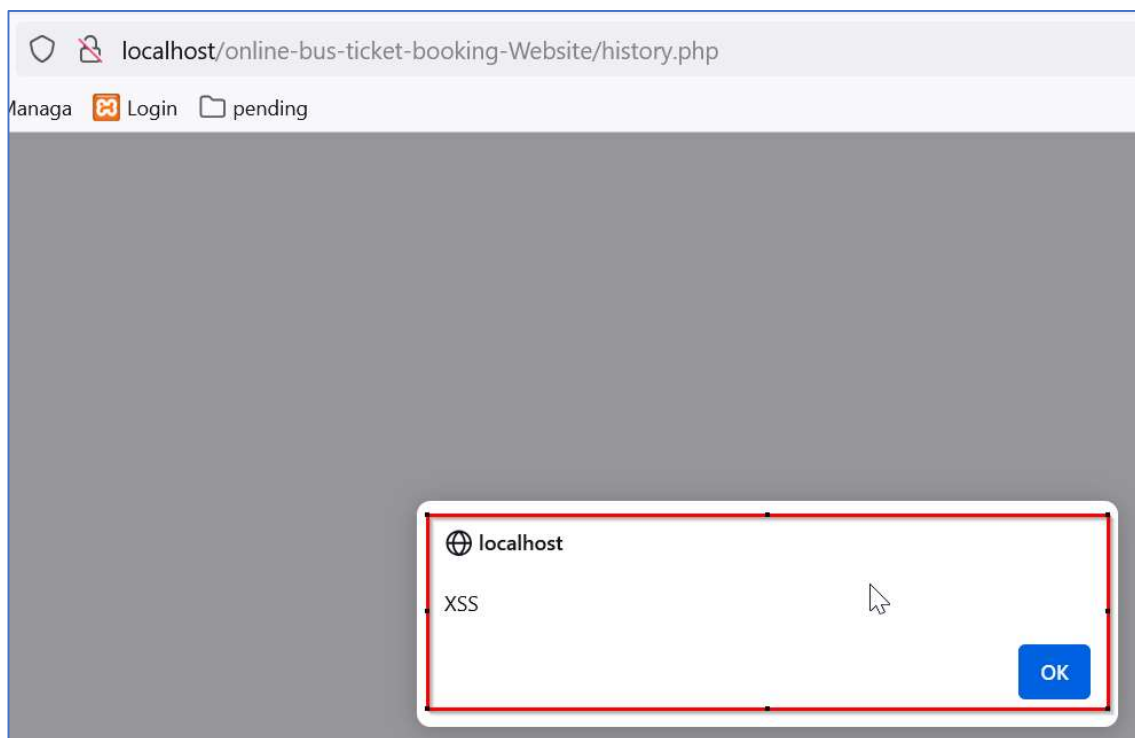 localhost/online-bus-ticket-booking-Website/history.php
Managa Login pending
localhost
XSS
OK